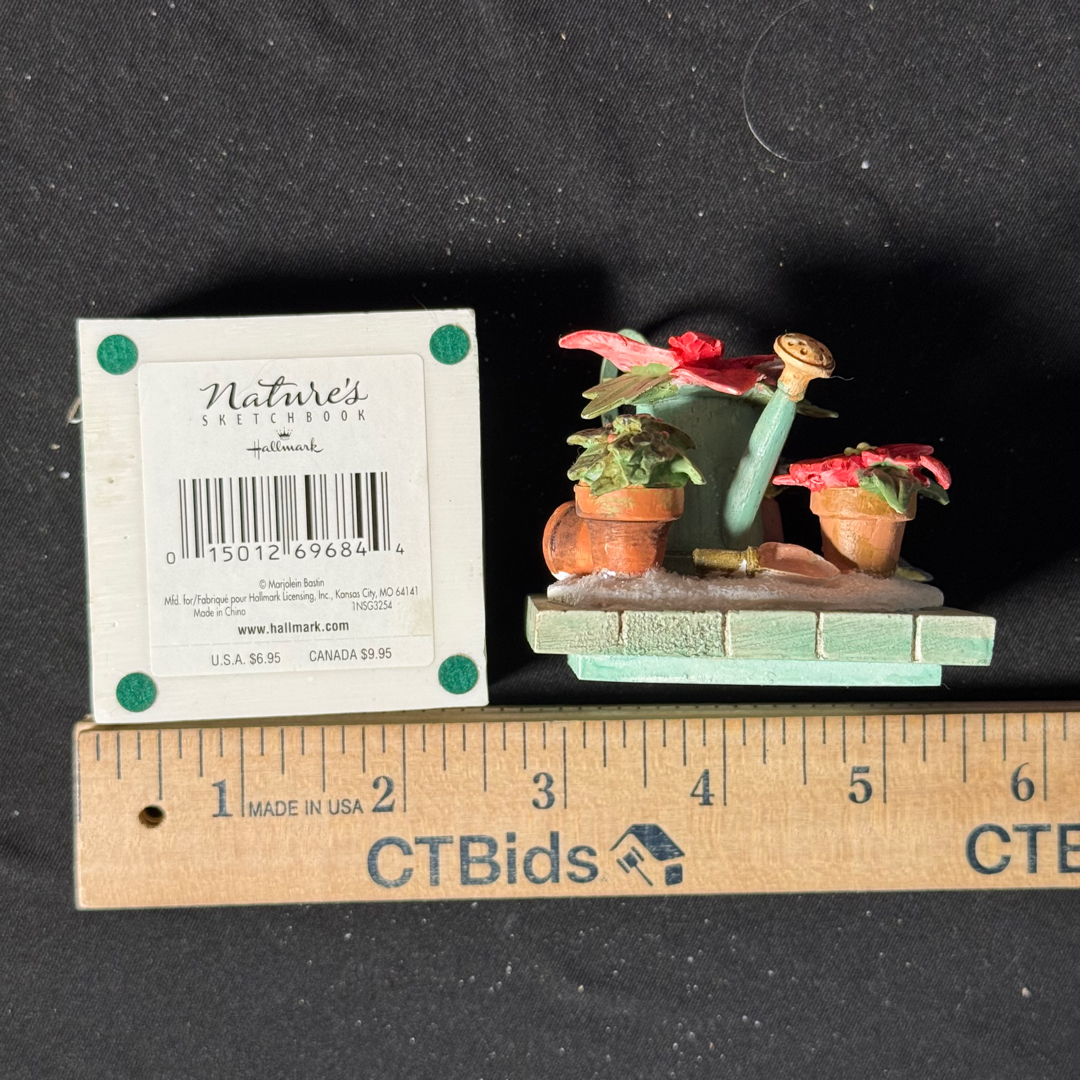 Nature's
SKETCHBOOK
Hallmark
0 15012 69684 4
© Marjolein Bastin
Mfd. for/Fabriqué pour Hallmark Licensing, Inc., Kansas City, MO 64141
Made in China 1NSG3254
www.hallmark.com
U.S.A. $6.95 CANADA $9.95
1 MADE IN USA 2 3 4 5 6
CTBids CTB